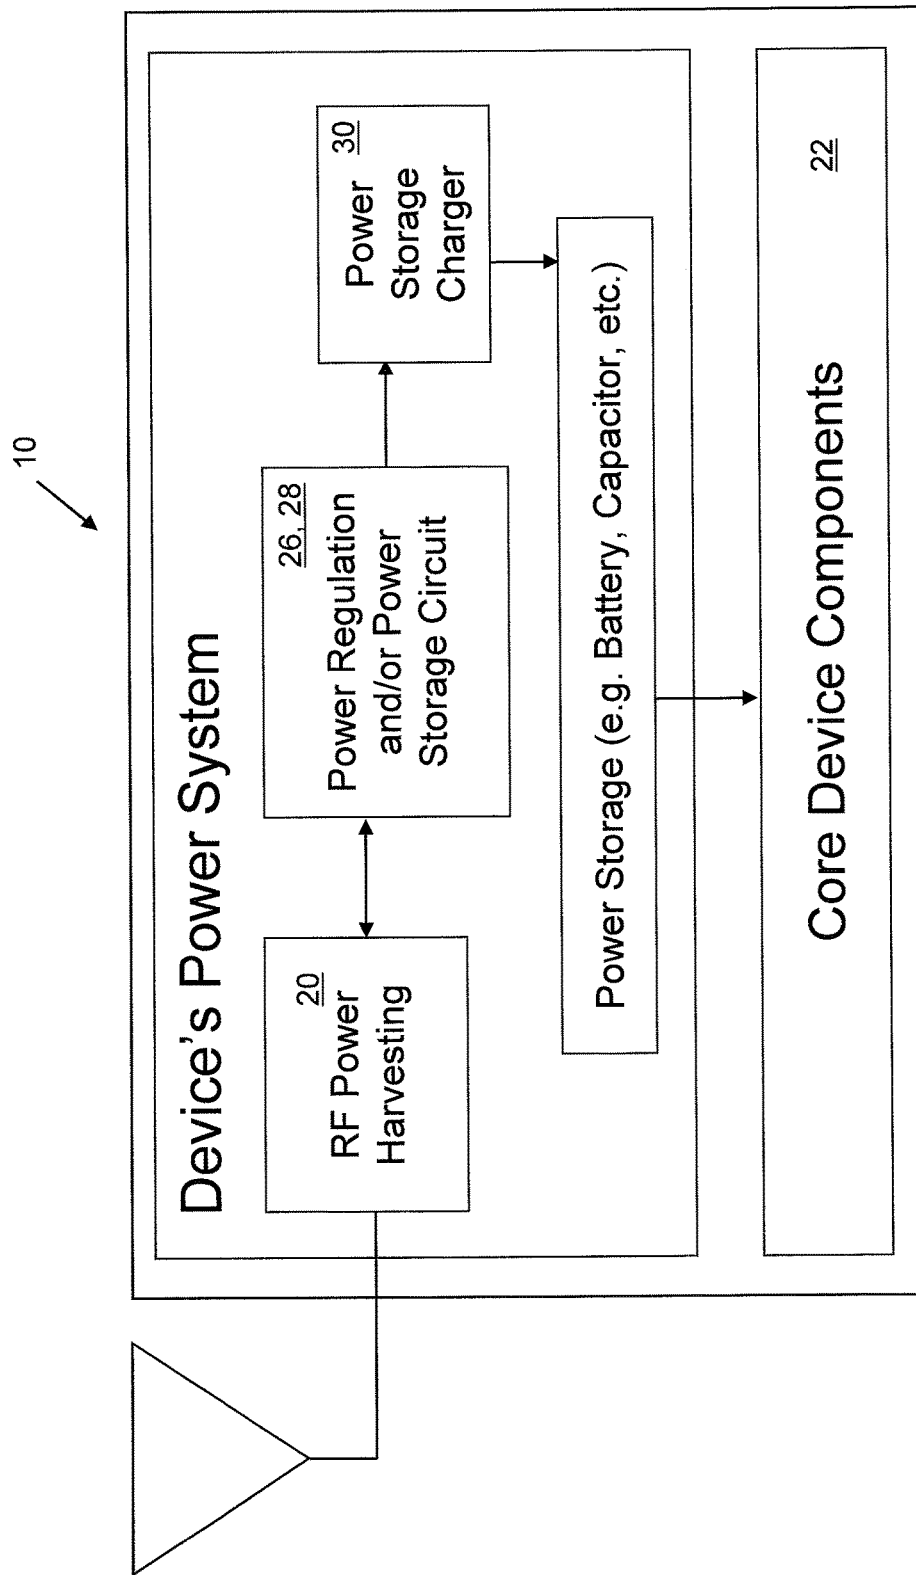 10
Device's Power System
20
RF Power
Harvesting
26, 28
Power Regulation
and/or Power
Storage Circuit
30
Power
Storage
Charger
Power Storage (e.g. Battery, Capacitor, etc.)
Core Device Components
22